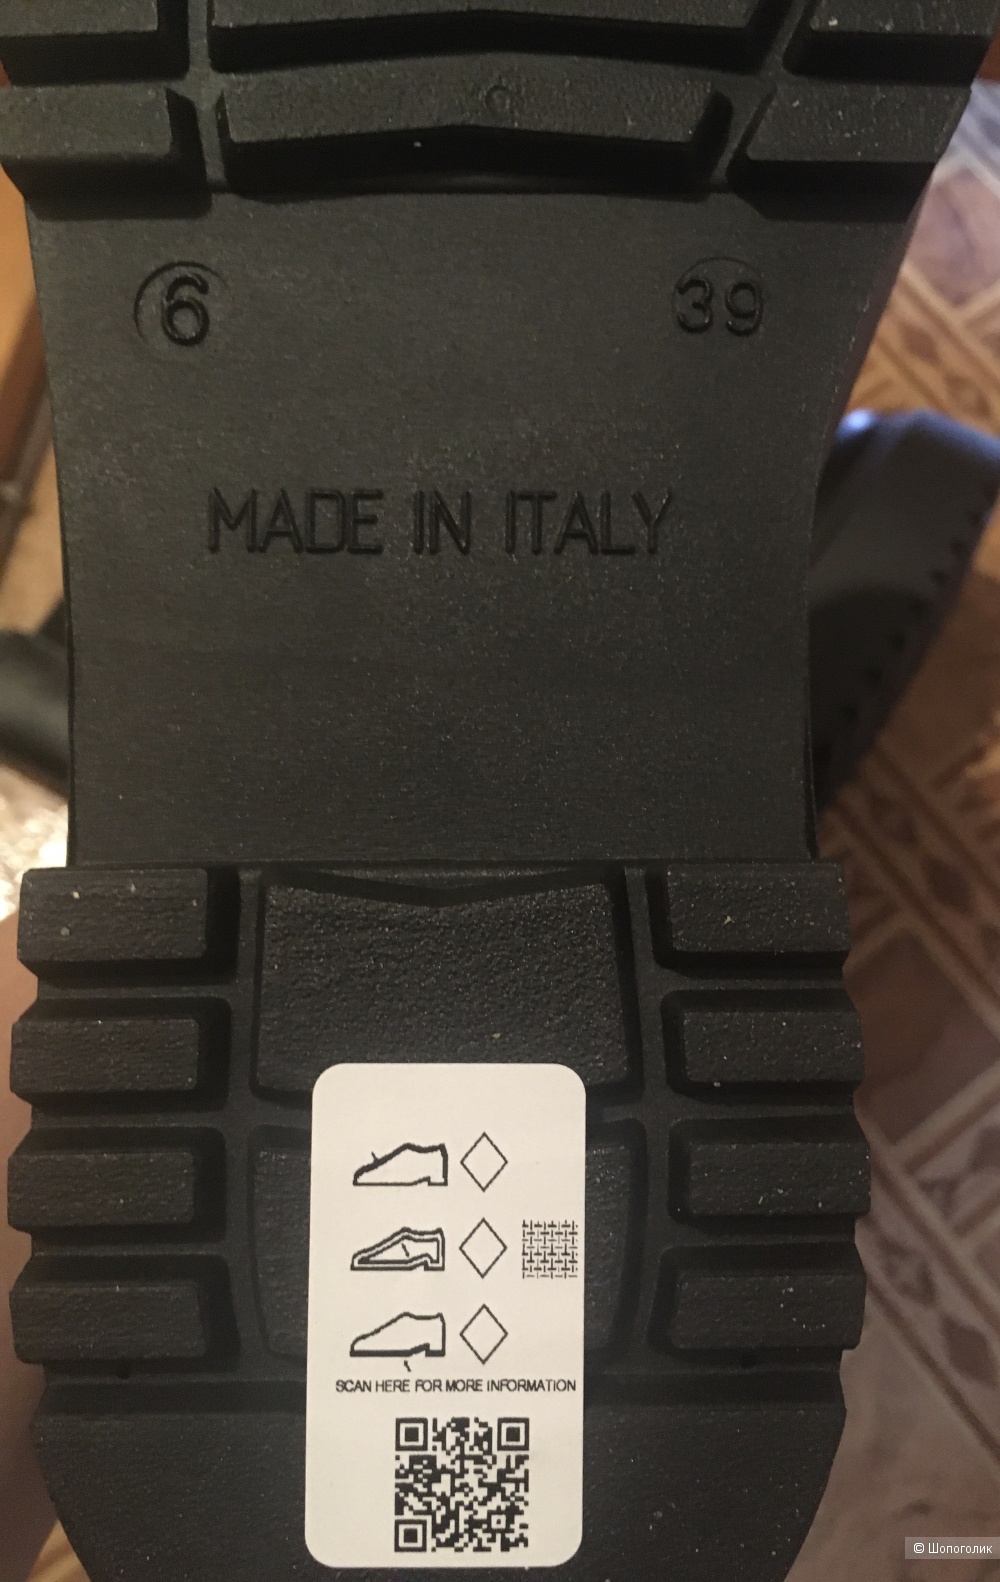 6 39
MADE IN ITALY
SCAN HERE FOR MORE INFORMATION
© Шопоголик